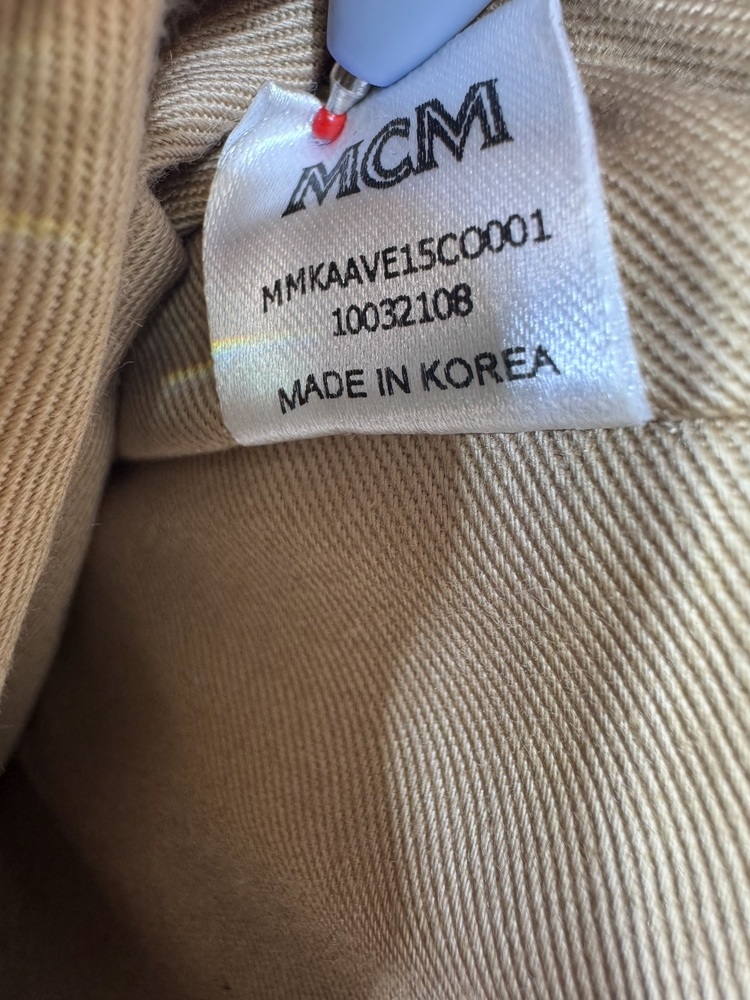 MCM
MMKAAVE15CO001
10032108
MADE IN KOREA